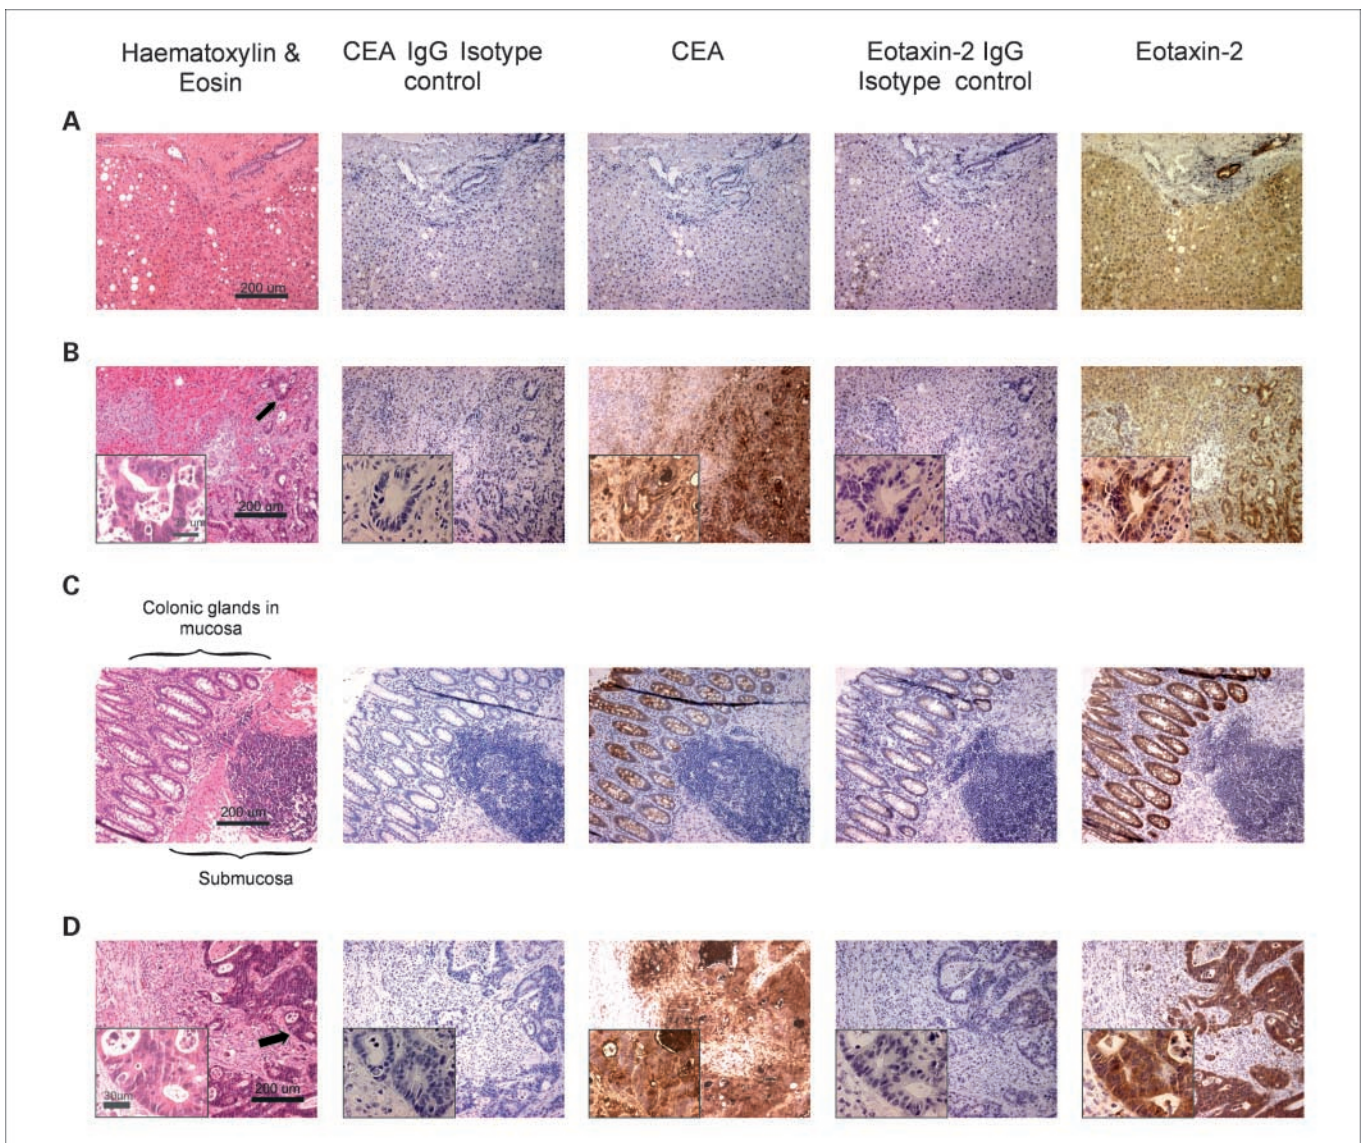 Haematoxylin &
Eosin
CEA IgG Isotype
control
CEA
Eotaxin-2 IgG
Isotype control
Eotaxin-2
A
200 um
B
200 um
C
Colonic glands in
mucosa
200 um
Submucosa
D
200 um
30um